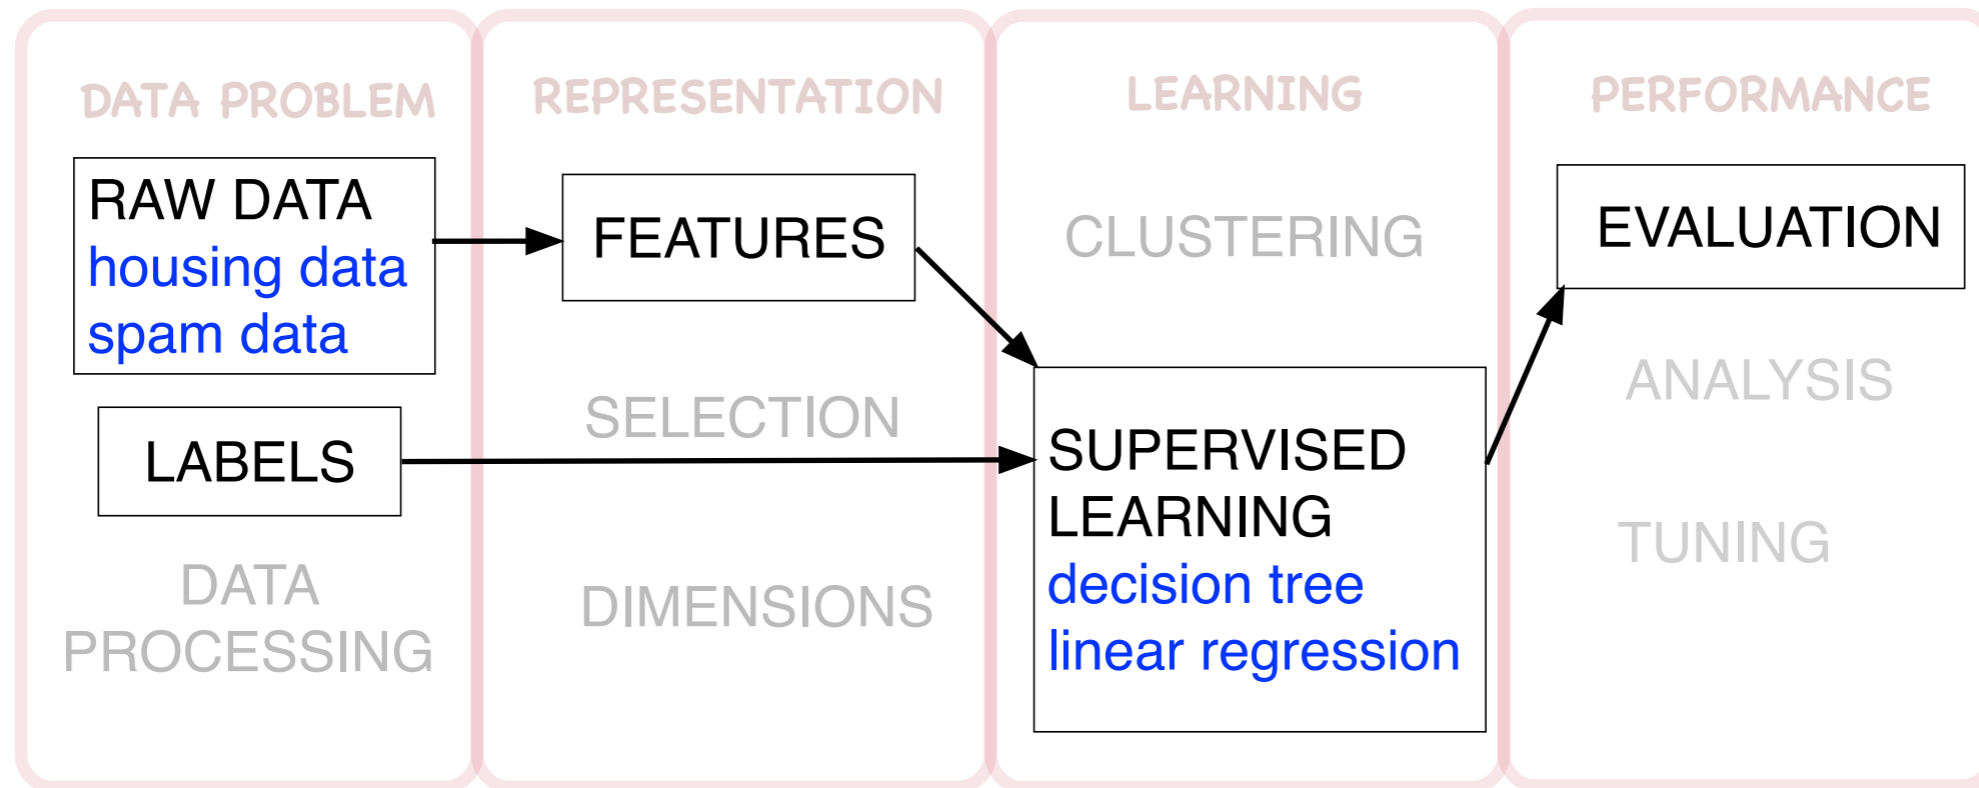 DATA PROBLEM
RAW DATA
housing data
spam data
LABELS
DATA
PROCESSING
REPRESENTATION
FEATURES
SELECTION
DIMENSIONS
LEARNING
CLUSTERING
SUPERVISED
LEARNING
decision tree
linear regression
PERFORMANCE
EVALUATION
ANALYSIS
TUNING